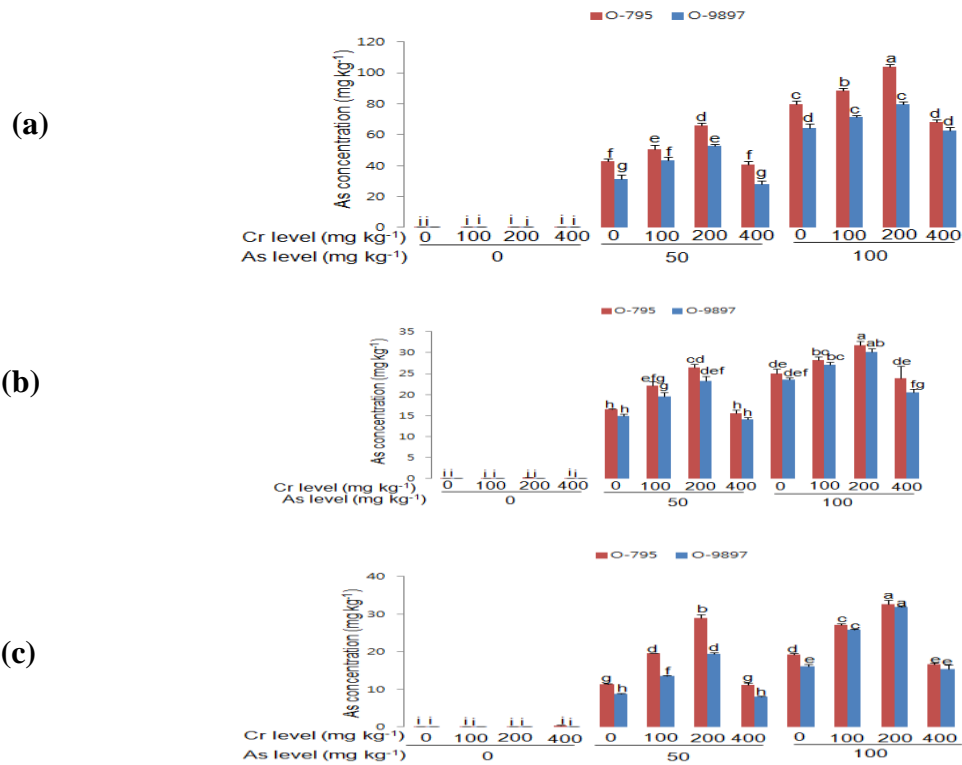 O-795 O-9897
(a)
As concentration (mg kg-1)
120
100
80
60
40
20
0
i i i i i i i i f g e f d e f g c d b c a c d d
Cr level (mg kg-1) 0 100 200 400 0 100 200 400 0 100 200 400
As level (mg kg-1) 0 50 100
O-795 O-9897
(b)
As concentration (mg kg-1)
35
30
25
20
15
10
5
0
i i i i i i i i h h efg g cd def h h de def bc bc a ab de fg
Cr level (mg kg-1) 0 100 200 400 0 100 200 400 0 100 200 400
As level (mg kg-1) 0 50 100
O-795 O-9897
(c)
As concentration (mg kg-1)
40
30
20
10
0
i i i i i i i i g h d f b d g h d e c c a a e e
Cr level (mg kg-1) 0 100 200 400 0 100 200 400 0 100 200 400
As level (mg kg-1) 0 50 100